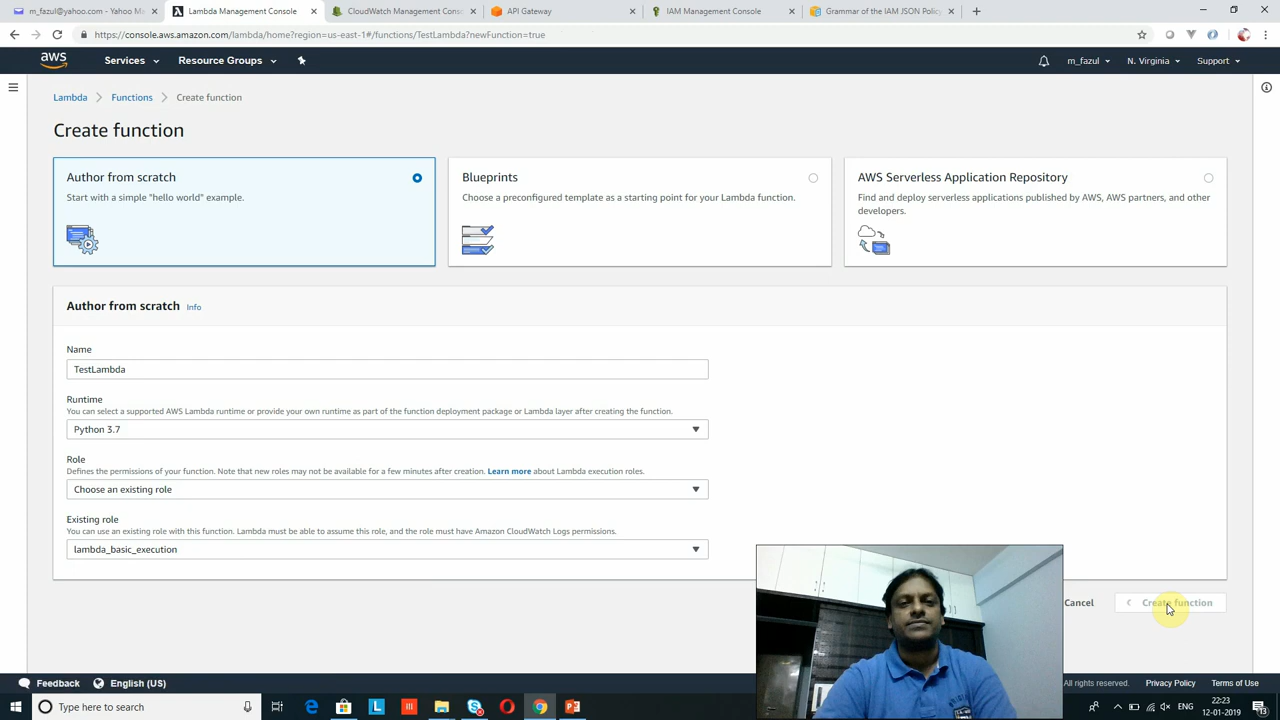 m_fazul@yahoo.com - Yahoo M
Lambda Management Console
CloudWatch Management Conso
API Gateway
IAM Management Console
Grammar of the IAM JSON Policy
https://console.aws.amazon.com/lambda/home?region=us-east-1#/functions/TestLambda?newFunction=true
aws
Services
Resource Groups
m_fazul
N. Virginia
Support
Lambda
Functions
Create function
Create function
Author from scratch
Start with a simple "hello world" example.
Blueprints
Choose a preconfigured template as a starting point for your Lambda function.
AWS Serverless Application Repository
Find and deploy serverless applications published by AWS, AWS partners, and other
developers.
Author from scratch Info
Name
TestLambda
Runtime
You can select a supported AWS Lambda runtime or provide your own runtime as part of the function deployment package or Lambda layer after creating the function.
Python 3.7
Role
Defines the permissions of your function. Note that new roles may not be available for a few minutes after creation. Learn more about Lambda execution roles.
Choose an existing role
Existing role
You can use an existing role with this function. Lambda must be able to assume this role, and the role must have Amazon CloudWatch Logs permissions.
lambda_basic_execution
Cancel
Create function
Feedback
English (US)
All rights reserved.
Privacy Policy
Terms of Use
Type here to search
ENG
22:23
12-01-2019